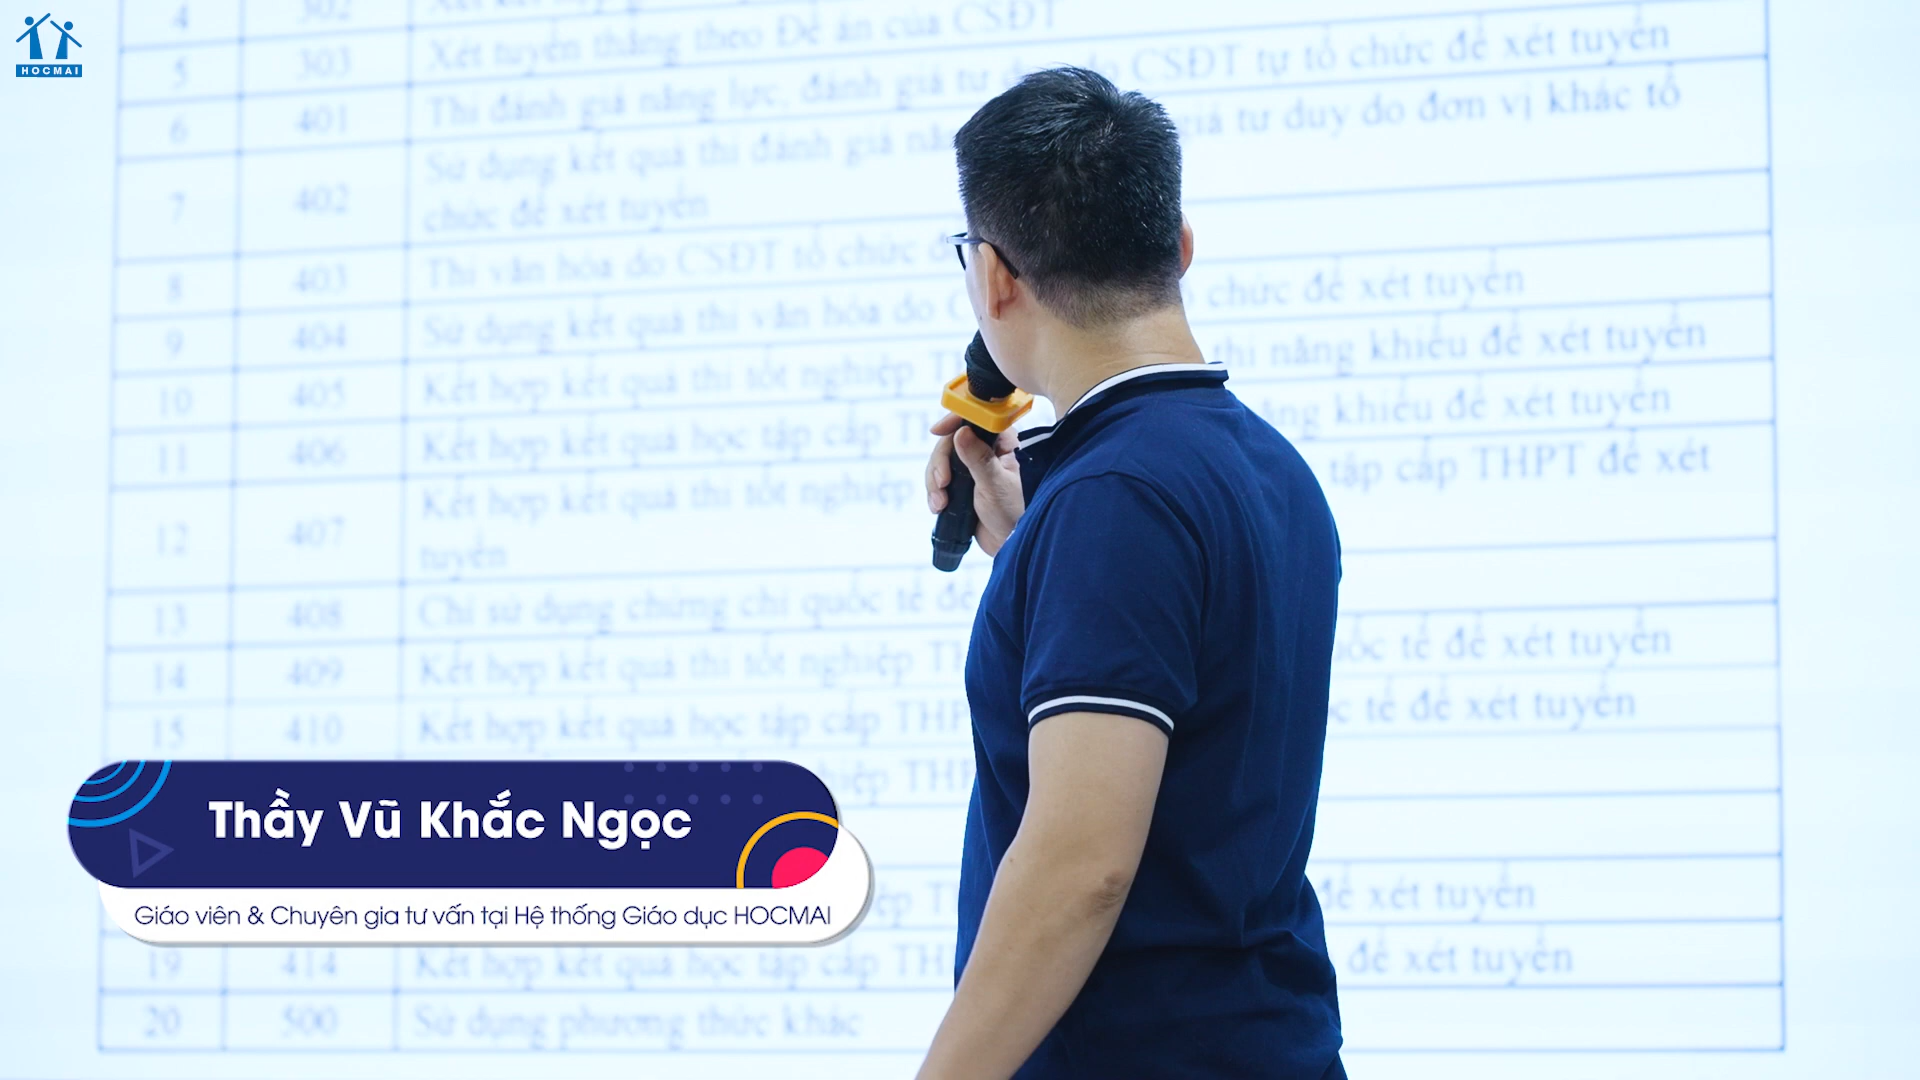 HOCMAI
4 302
5 303 Xét tuyển thẳng theo Đề án của CSĐT
6 401 Thi đánh giá năng lực, đánh giá tư do CSĐT tự tổ chức để xét tuyển
7 402 Sử dụng kết quả thi đánh giá giá tư duy do đơn vị khác tổ
chức để xét tuyển
8 403 Thi văn hóa do CSĐT tổ chức
9 404 Sử dụng kết quả thi văn hóa do chức để xét tuyển
10 405 Kết hợp kết quả thi tốt nghiệp thi năng khiếu để xét tuyển
11 406 Kết hợp kết quả học tập cấp khiếu để xét tuyển
12 407 Kết hợp kết quả thi tốt nghiệp tập cấp THPT để xét
tuyển
13 408 Chỉ sử dụng chứng chỉ quốc tế để
14 409 Kết hợp kết quả thi tốt nghiệp tế để xét tuyển
15 410 Kết hợp kết quả học tập cấp tế để xét tuyển
Thầy Vũ Khắc Ngọc
để xét tuyển
Giáo viên & Chuyên gia tư vấn tại Hệ thống Giáo dục HOCMAI
19 414 Kết hợp kết quả học tập cấp để xét tuyển
20 500 Sử dụng phương thức khác